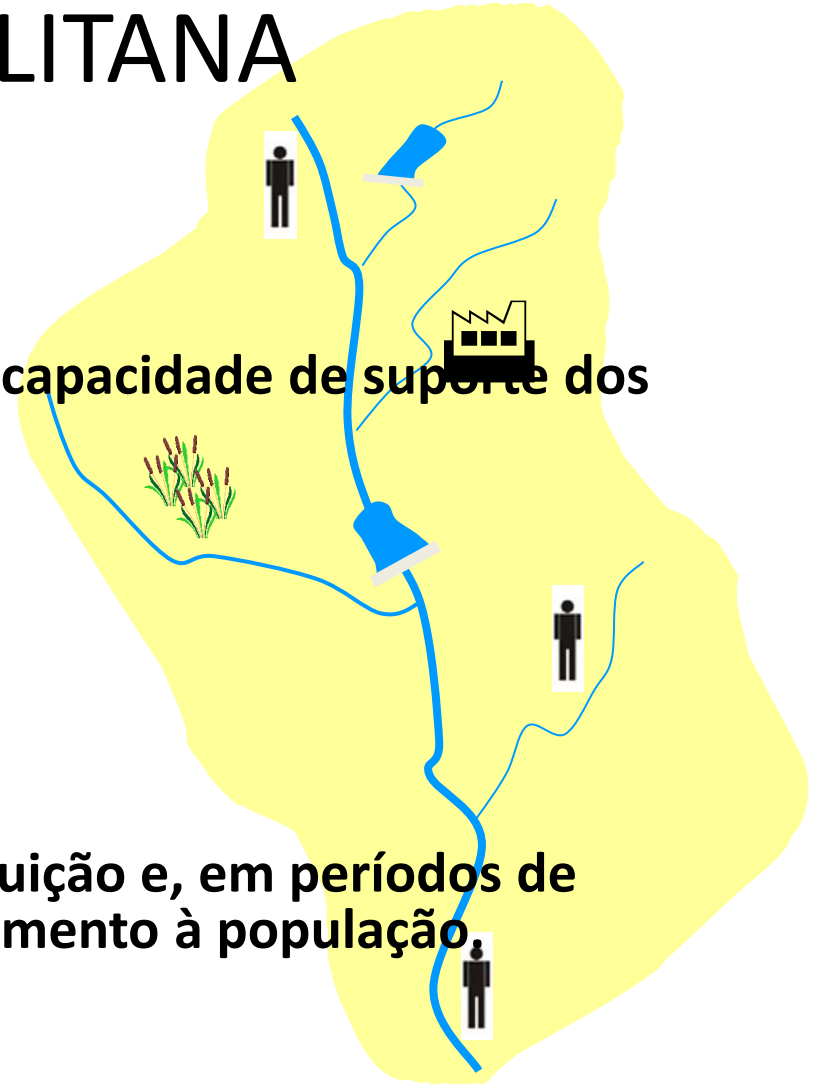 LITANA
capacidade de suporte dos
uição e, em períodos de
mento à população.